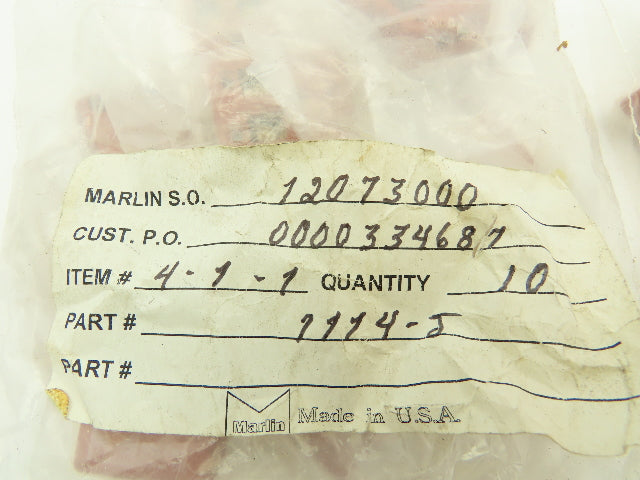 MARLIN S.O. 12073000
CUST. P.O. 0000334687
ITEM # 4-1-1 QUANTITY 10
PART # 1114-5
PART #
Marlin Made in U.S.A.